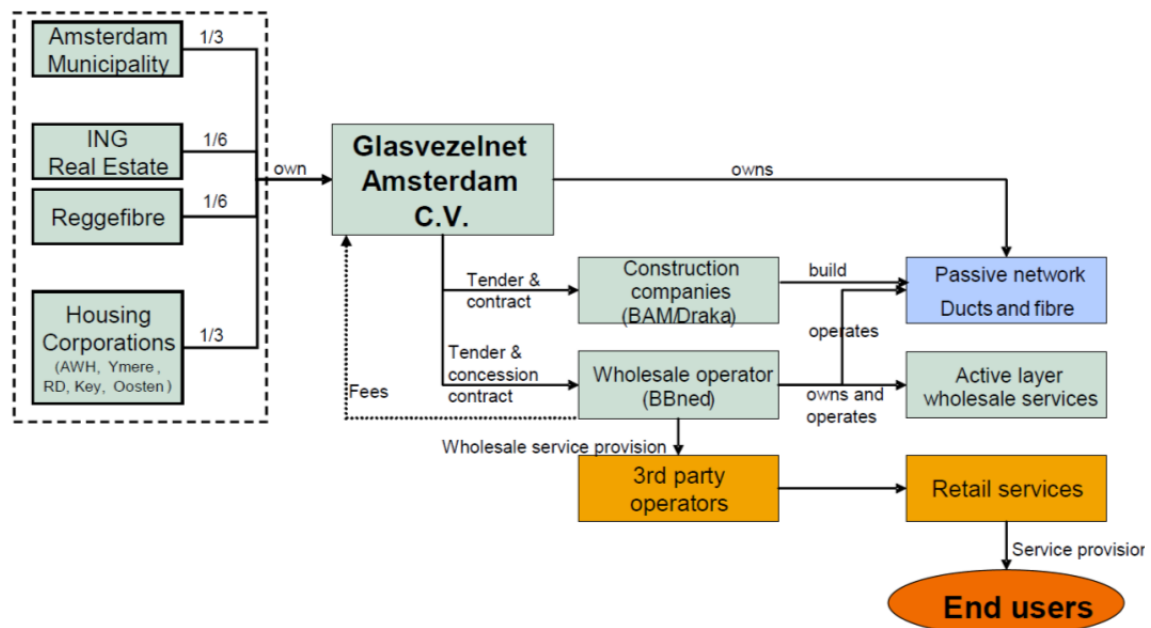 Amsterdam
Municipality
1/3
ING
Real Estate
1/6
Reggefibre
1/6
Housing
Corporations
(AWH, Ymere,
RD, Key, Oosten)
1/3
own
Glasvezelnet
Amsterdam
C.V.
owns
Tender &
contract
Construction
companies
(BAM/Draka)
build
Passive network
Ducts and fibre
operates
Tender &
concession
contract
Fees
Wholesale operator
(BBned)
owns and
operates
Active layer
wholesale services
Wholesale service provision
3rd party
operators
Retail services
Service provision
End users